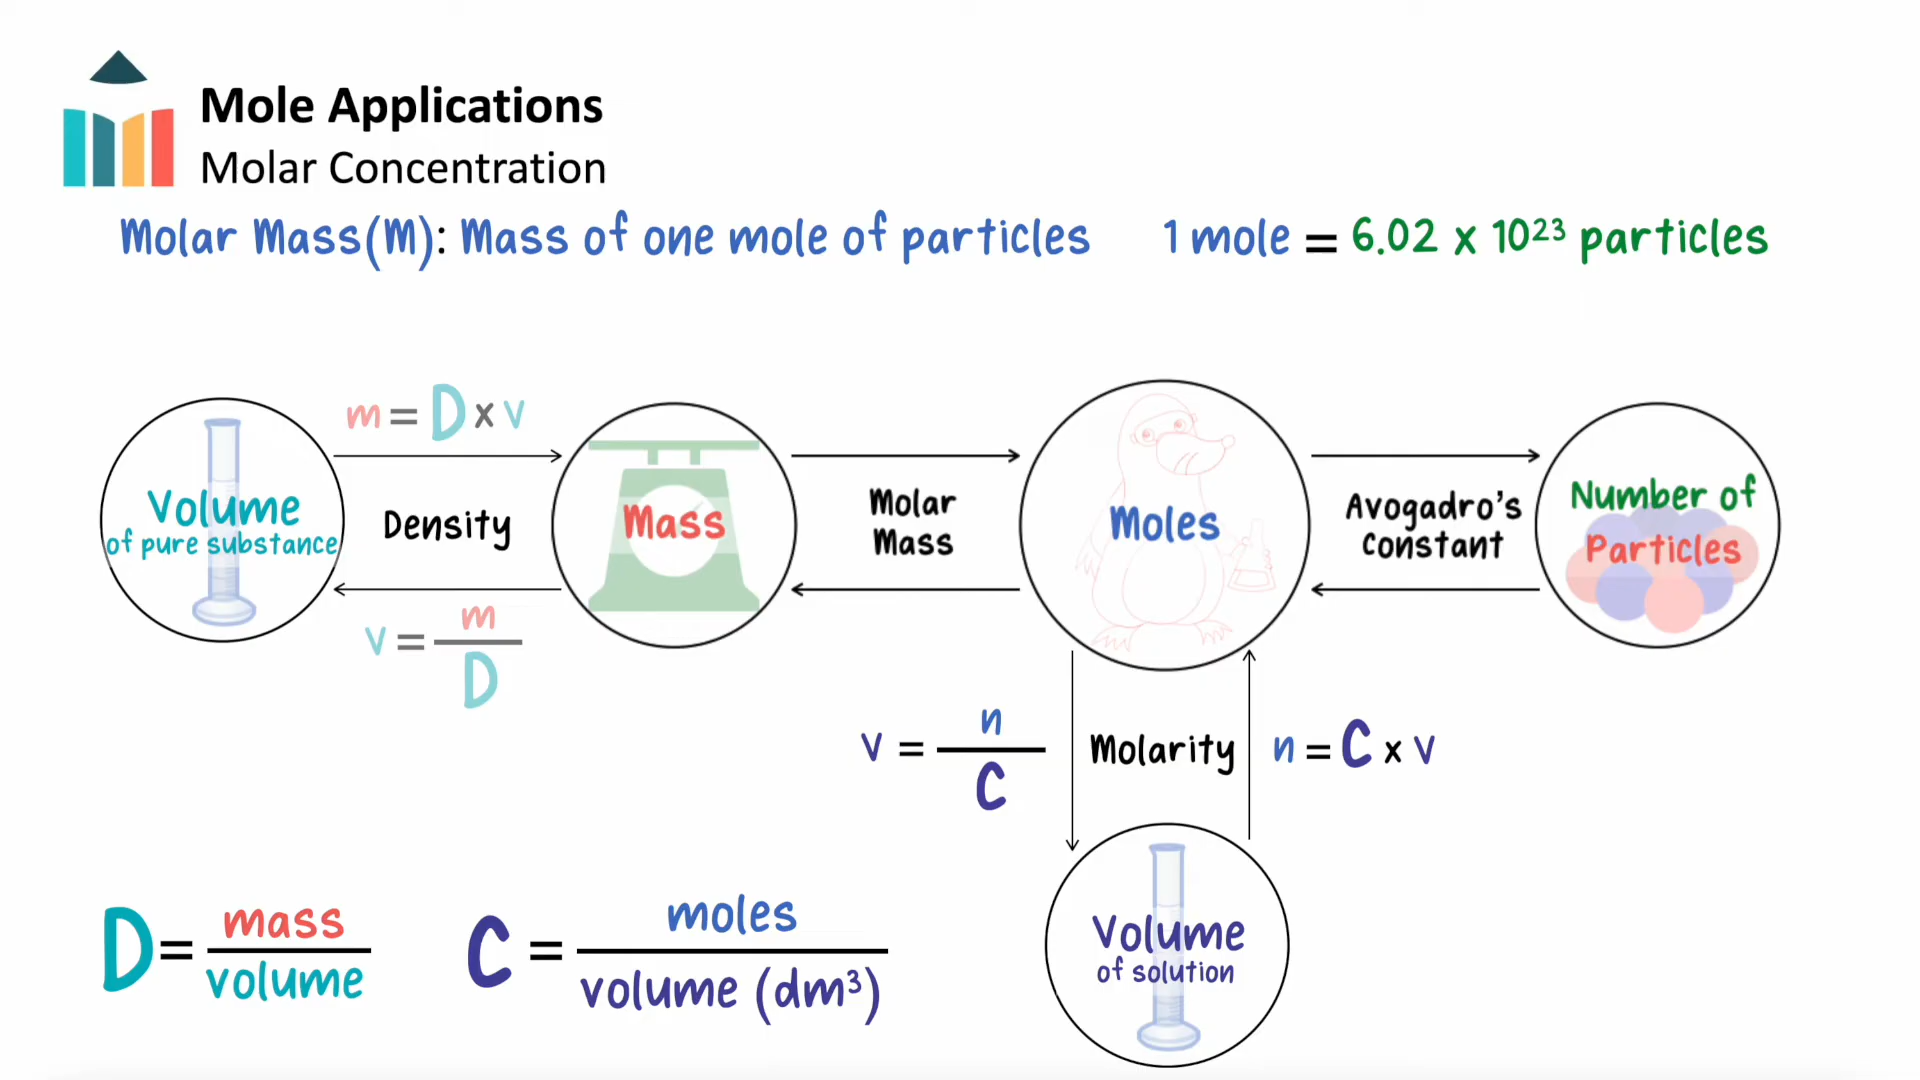 Mole Applications
Molar Concentration
Molar Mass(M): Mass of one mole of particles
1 mole = 6.02 x 10²³ particles
m = D x v
Volume
of pure substance
Density
v = m / D
Mass
Molar
Mass
Moles
Avogadro's
Constant
Number of
Particles
v = n / C
Molarity
n = C x v
Volume
of solution
D = mass / volume
C = moles / volume (dm³)